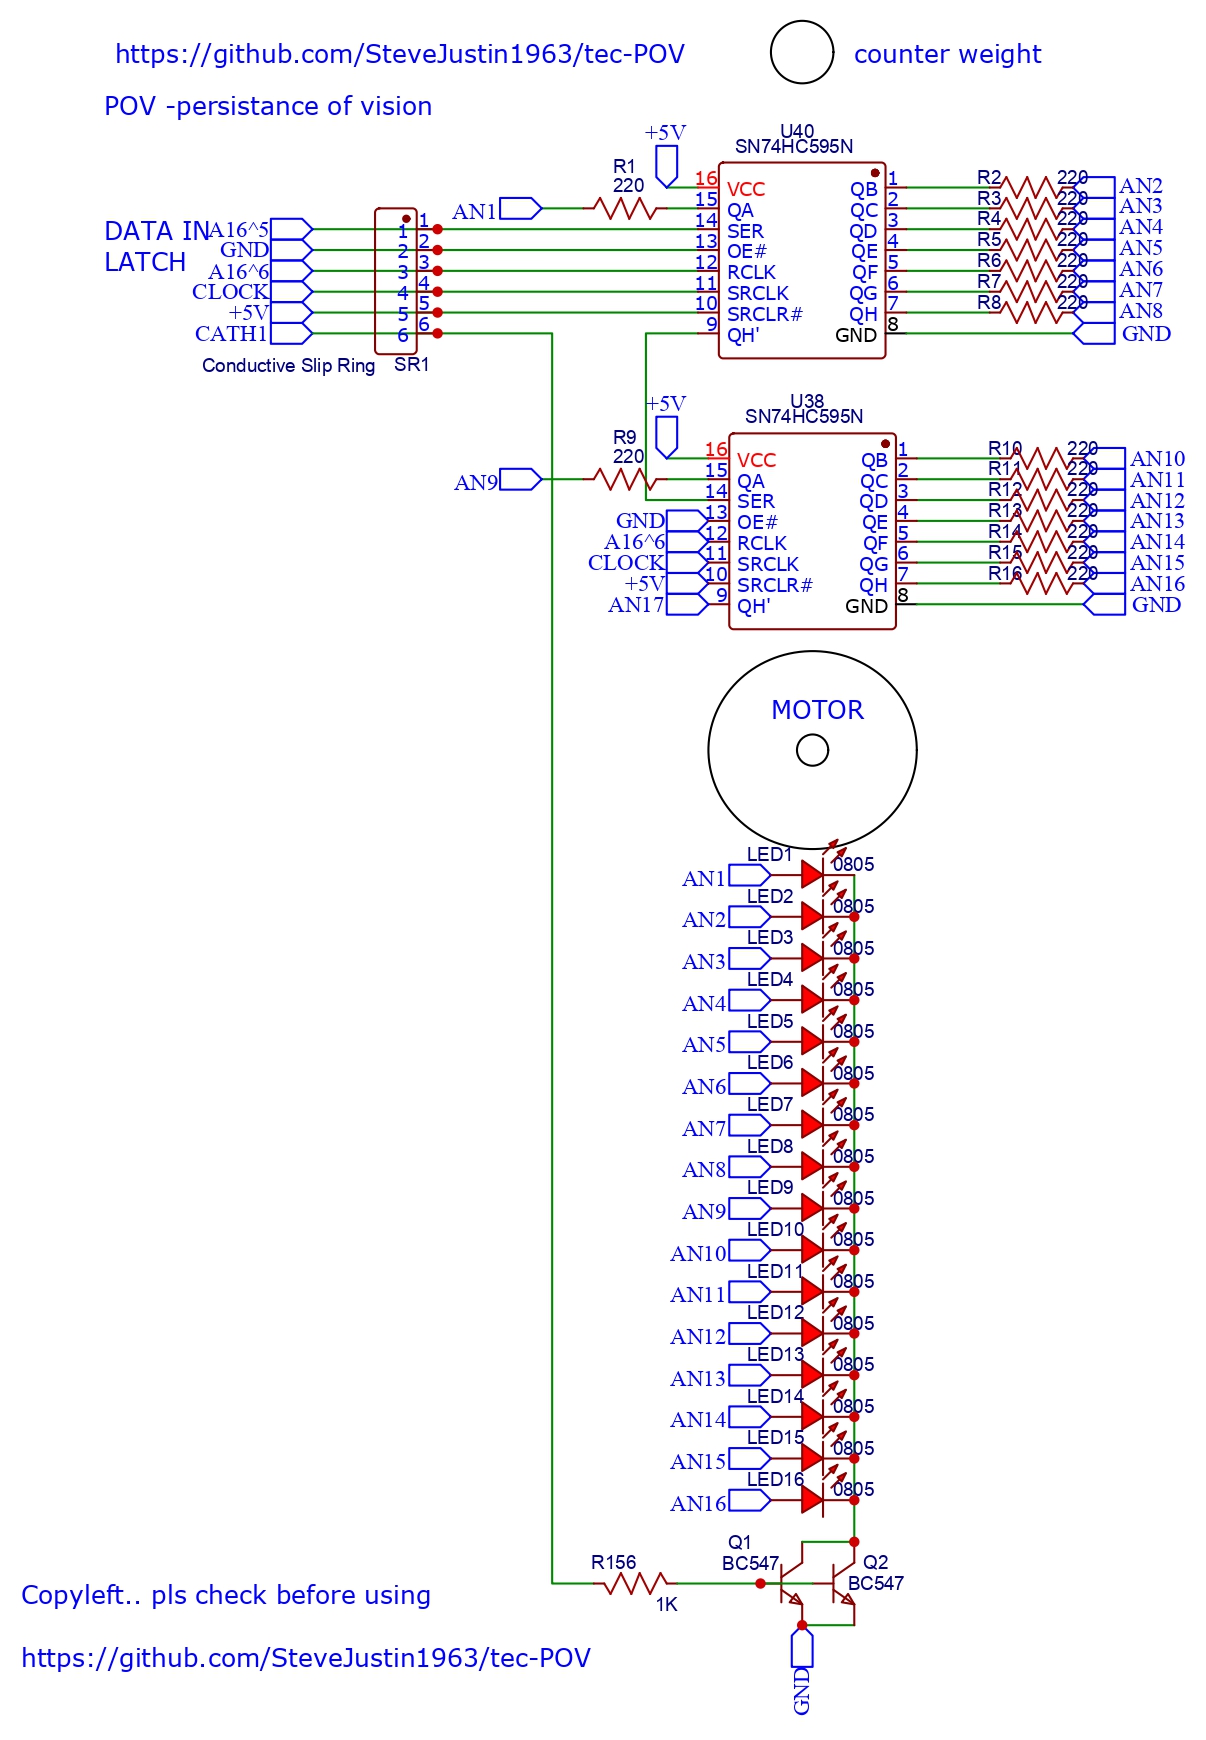 https://github.com/SteveJustin1963/tec-POV
counter weight
POV -persistance of vision
U40
SN74HC595N
+5V
R1
220
AN1
16 VCC
15 QA
14 SER
13 OE#
12 RCLK
11 SRCLK
10 SRCLR#
9 QH'
QB 1 R2 220 AN2
QC 2 R3 220 AN3
QD 3 R4 220 AN4
QE 4 R5 220 AN5
QF 5 R6 220 AN6
QG 6 R7 220 AN7
QH 7 R8 220 AN8
GND 8 GND
DATA IN
LATCH
A16^5 1 1
GND 2 2
A16^6 3 3
CLOCK 4 4
+5V 5 5
CATH1 6 6
Conductive Slip Ring
SR1
U38
SN74HC595N
+5V
R9
220
AN9
16 VCC
15 QA
14 SER
GND 13 OE#
A16^6 12 RCLK
CLOCK 11 SRCLK
+5V 10 SRCLR#
AN17 9 QH'
QB 1 R10 220 AN10
QC 2 R11 220 AN11
QD 3 R12 220 AN12
QE 4 R13 220 AN13
QF 5 R14 220 AN14
QG 6 R15 220 AN15
QH 7 R16 220 AN16
GND 8 GND
MOTOR
AN1 LED1 0805
AN2 LED2 0805
AN3 LED3 0805
AN4 LED4 0805
AN5 LED5 0805
AN6 LED6 0805
AN7 LED7 0805
AN8 LED8 0805
AN9 LED9 0805
AN10 LED10 0805
AN11 LED11 0805
AN12 LED12 0805
AN13 LED13 0805
AN14 LED14 0805
AN15 LED15 0805
AN16 LED16 0805
Q1
BC547
Q2
BC547
R156
1K
GND
Copyleft.. pls check before using
https://github.com/SteveJustin1963/tec-POV